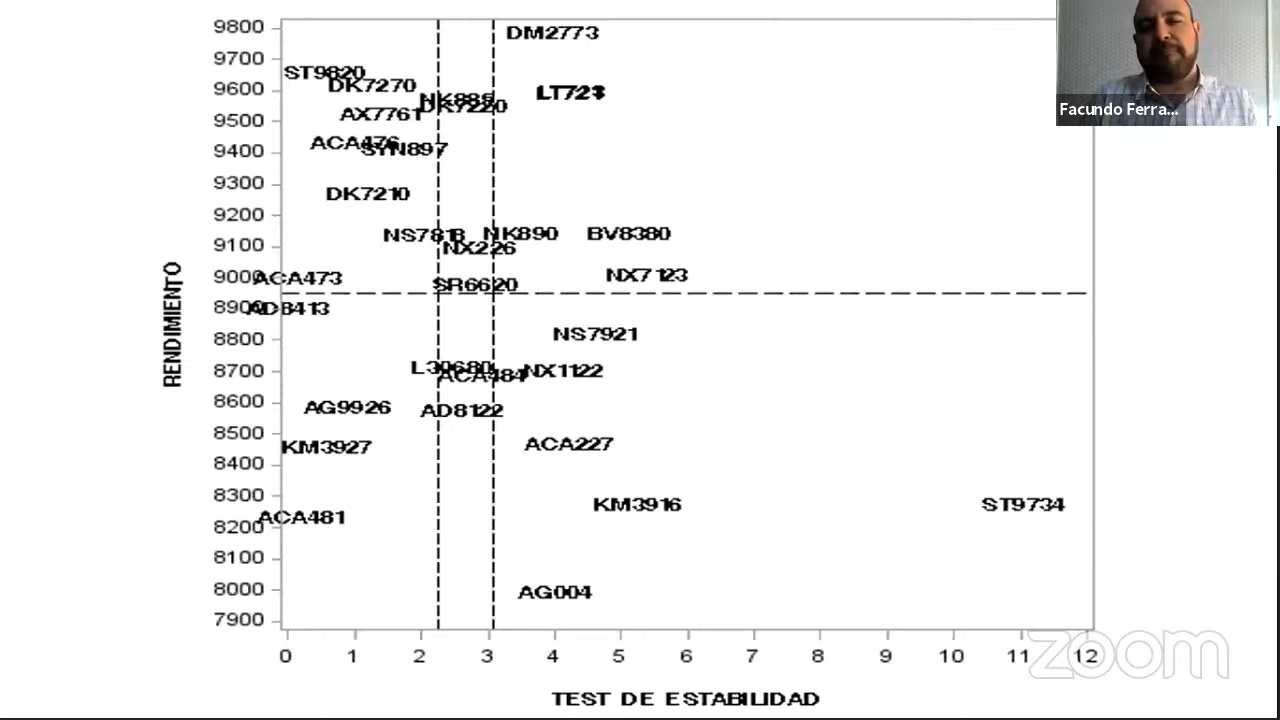 9800
DM2773
9700
ST9820
DK7270
9600
NK885
DK7220
AX7761
9500
ACA476
SYN897
9400
9300
DK7210
9200
NS7818
NK890
BV8380
9100
NX226
9000
ACA473
NX7123
SR6620
8900
AD8413
8800
NS7921
8700
L30680
ACA484
NX1122
8600
AG9926
AD8122
8500
KM3927
ACA227
8400
8300
KM3916
ST9734
8200
ACA481
8100
8000
AG004
7900
RENDIMIENTO
0 1 2 3 4 5 6 7 8 9 10 11 12
TEST DE ESTABILIDAD
Facundo Ferra...
zoom